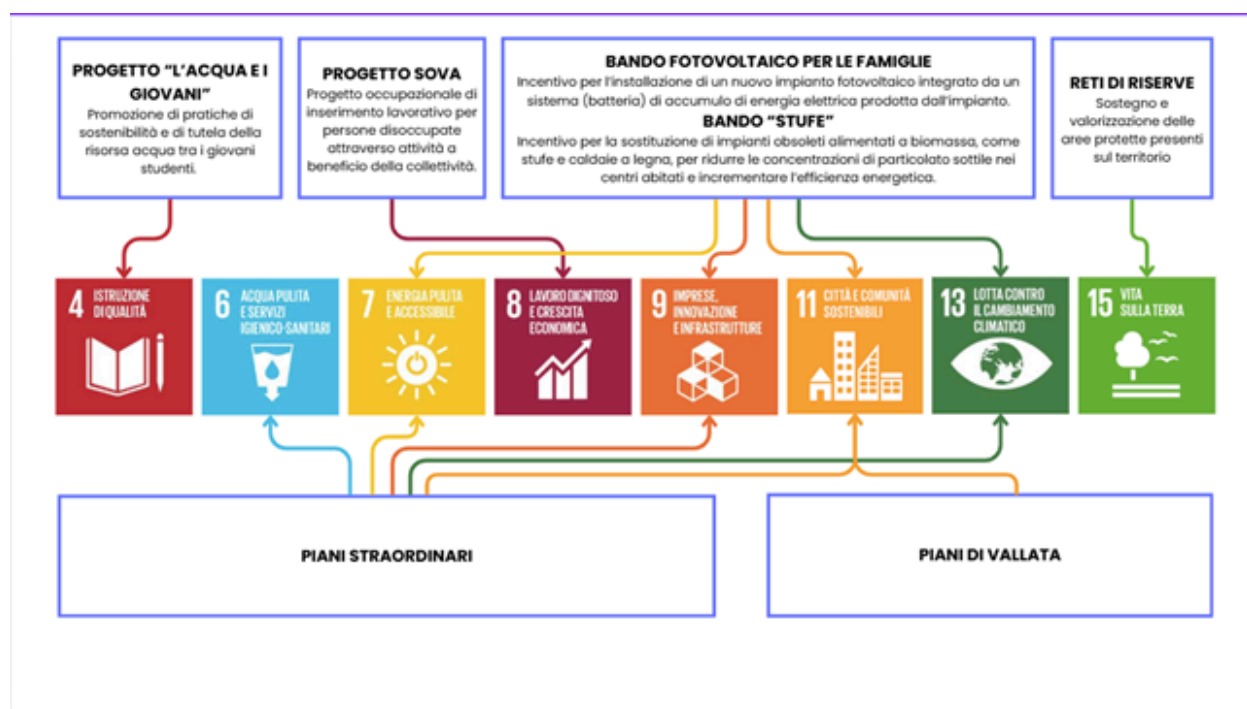 PROGETTO “L’ACQUA E I
GIOVANI”
Promozione di pratiche di
sostenibilità e di tutela della
risorsa acqua tra i giovani
studenti.
PROGETTO SOVA
Progetto occupazionale di
inserimento lavorativo per
persone disoccupate
attraverso attività a
beneficio della collettività.
BANDO FOTOVOLTAICO PER LE FAMIGLIE
Incentivo per l’installazione di un nuovo impianto fotovoltaico integrato da un
sistema (batteria) di accumulo di energia elettrica prodotta dall’impianto.
BANDO “STUFE”
Incentivo per la sostituzione di impianti obsoleti alimentati a biomassa, come
stufe e caldaie a legna, per ridurre le concentrazioni di particolato sottile nei
centri abitati e incrementare l’efficienza energetica.
RETI DI RISERVE
Sostegno e
valorizzazione delle
aree protette presenti
sul territorio
4 ISTRUZIONE
DI QUALITÀ
6 ACQUA PULITA
E SERVIZI
IGIENICO-SANITARI
7 ENERGIA PULITA
E ACCESSIBILE
8 LAVORO DIGNITOSO
E CRESCITA
ECONOMICA
9 IMPRESE,
INNOVAZIONE
E INFRASTRUTTURE
11 CITTÀ E COMUNITÀ
SOSTENIBILI
13 LOTTA CONTRO
IL CAMBIAMENTO
CLIMATICO
15 VITA
SULLA TERRA
PIANI STRAORDINARI
PIANI DI VALLATA